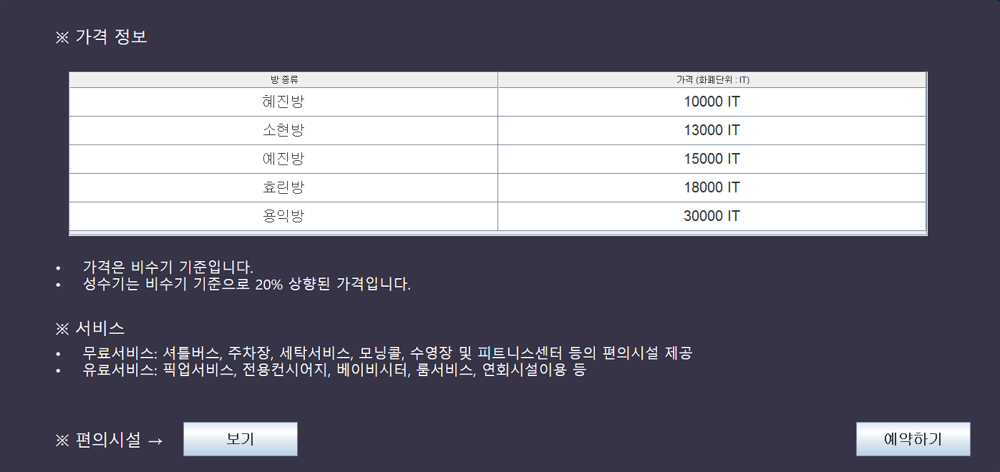 ※ 가격 정보
방 종류 가격 (화폐단위 : IT)
혜진방 10000 IT
소현방 13000 IT
예진방 15000 IT
효린방 18000 IT
용익방 30000 IT
• 가격은 비수기 기준입니다.
• 성수기는 비수기 기준으로 20% 상향된 가격입니다.
※ 서비스
• 무료서비스: 셔틀버스, 주차장, 세탁서비스, 모닝콜, 수영장 및 피트니스센터 등의 편의시설 제공
• 유료서비스: 픽업서비스, 전용컨시어지, 베이비시터, 룸서비스, 연회시설이용 등
※ 편의시설 → 보기 예약하기